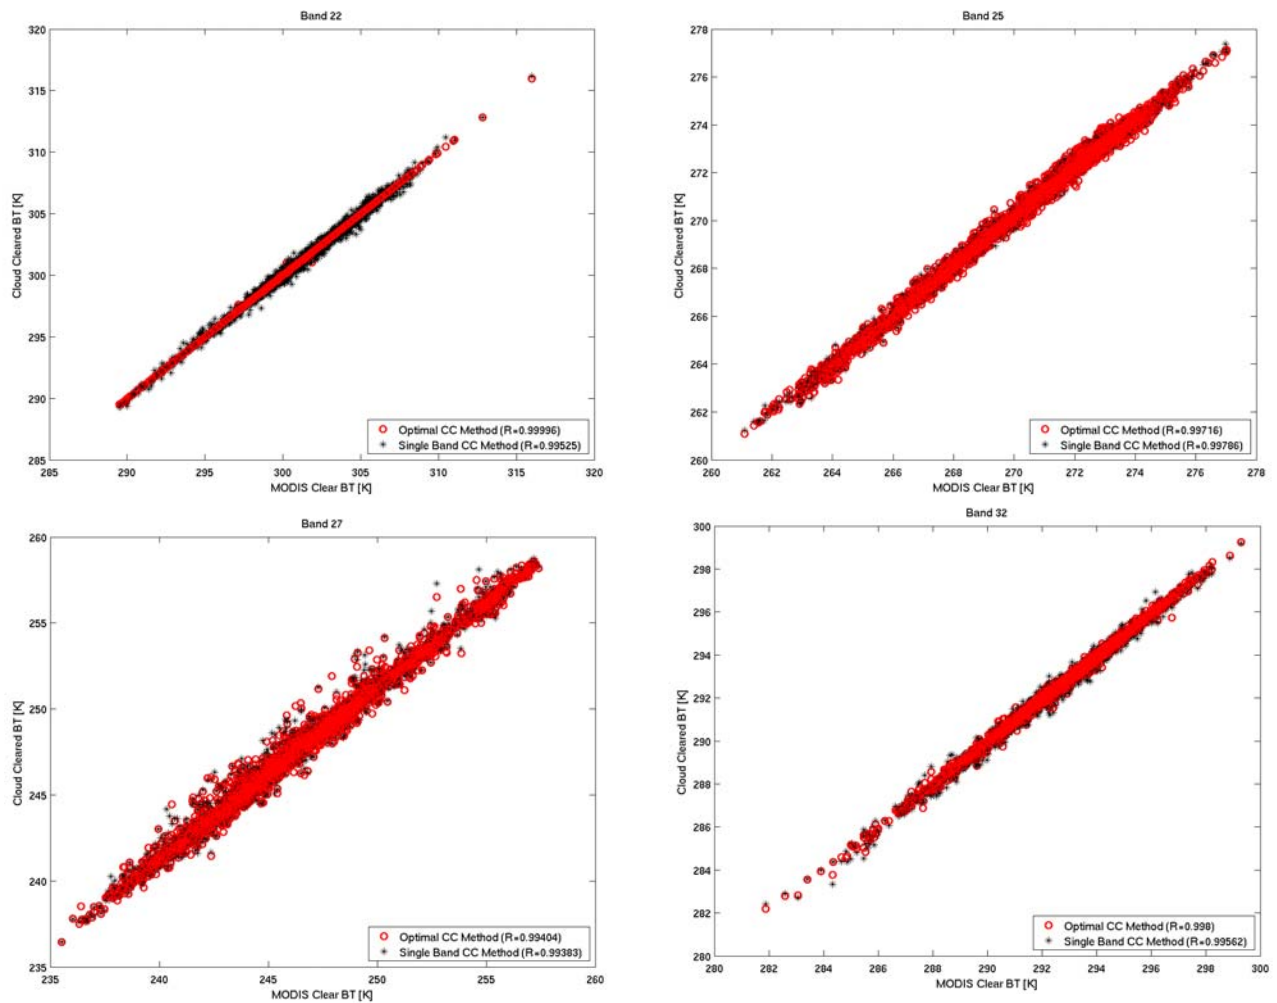 Band 22
320
315
310
305
300
295
290
285
Cloud Cleared BT [K]
285 290 295 300 305 310 315 320
MODIS Clear BT [K]
Optimal CC Method (R=0.99996)
Single Band CC Method (R=0.99525)
Band 25
278
276
274
272
270
268
266
264
262
260
Cloud Cleared BT [K]
260 262 264 266 268 270 272 274 276 278
MODIS Clear BT [K]
Optimal CC Method (R=0.99716)
Single Band CC Method (R=0.99786)
Band 27
260
255
250
245
240
235
Cloud Cleared BT [K]
235 240 245 250 255 260
MODIS Clear BT [K]
Optimal CC Method (R=0.99404)
Single Band CC Method (R=0.99383)
Band 32
300
298
296
294
292
290
288
286
284
282
280
Cloud Cleared BT [K]
280 282 284 286 288 290 292 294 296 298 300
MODIS Clear BT [K]
Optimal CC Method (R=0.998)
Single Band CC Method (R=0.99562)